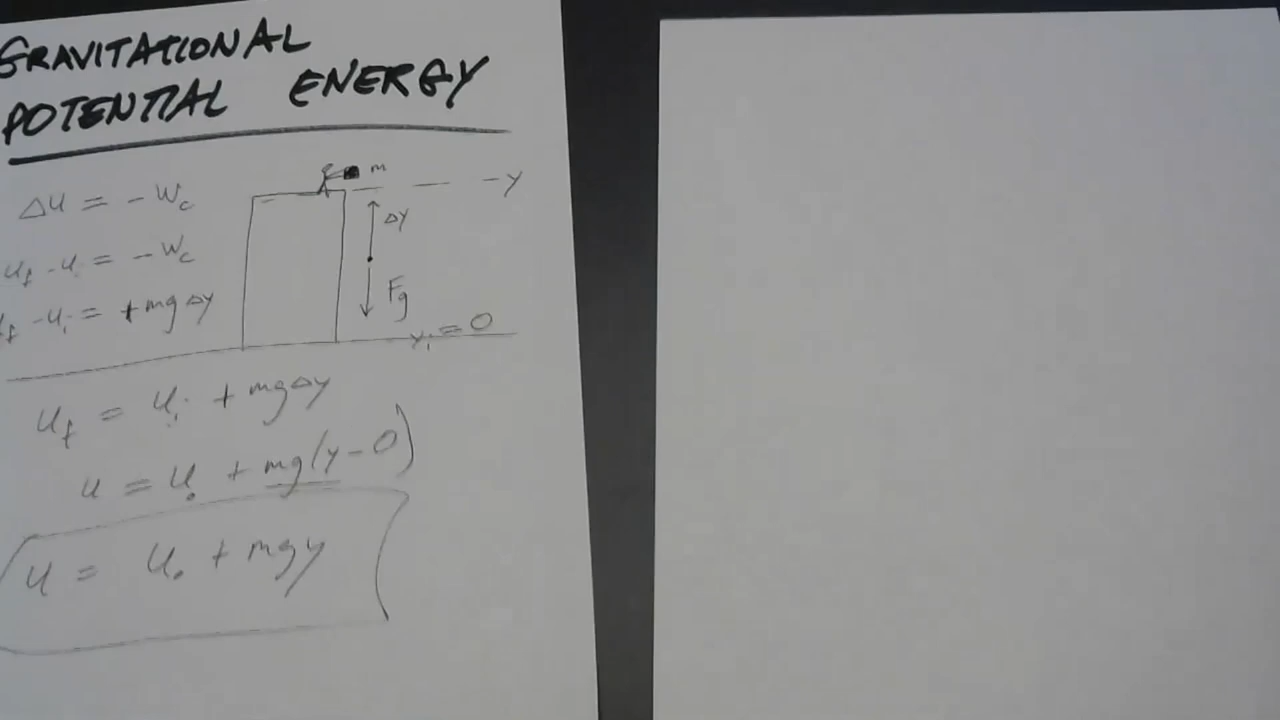 GRAVITATIONAL
POTENTIAL ENERGY
ΔU = -Wc
Uf - Ui = -Wc
Uf - Ui = +mgΔy
m
-y
Δy
Fg
yi = 0
Uf = Ui + mgΔy
U = U₀ + mg(y-0)
U = U₀ + mgy